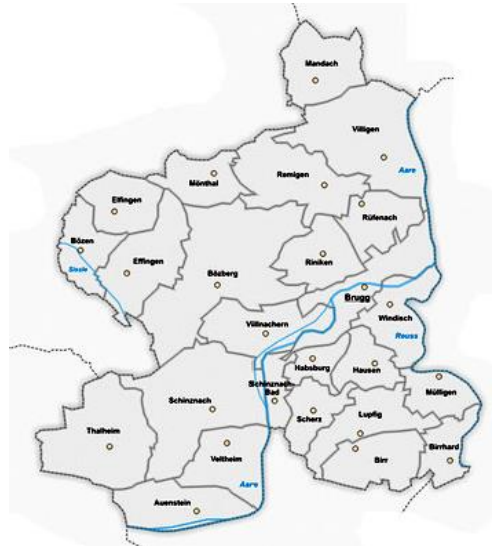 Mandach
Villigen
Aare
Mönthal
Remigen
Elfingen
Rüfenach
Bözen
Effingen
Riniken
Sissle
Bözberg
Brugg
Windisch
Villnachern
Reuss
Habsburg
Hausen
Schinznach-
Bad
Mülligen
Schinznach
Scherz
Lupfig
Thalheim
Veltheim
Birr
Birrhard
Aare
Auenstein